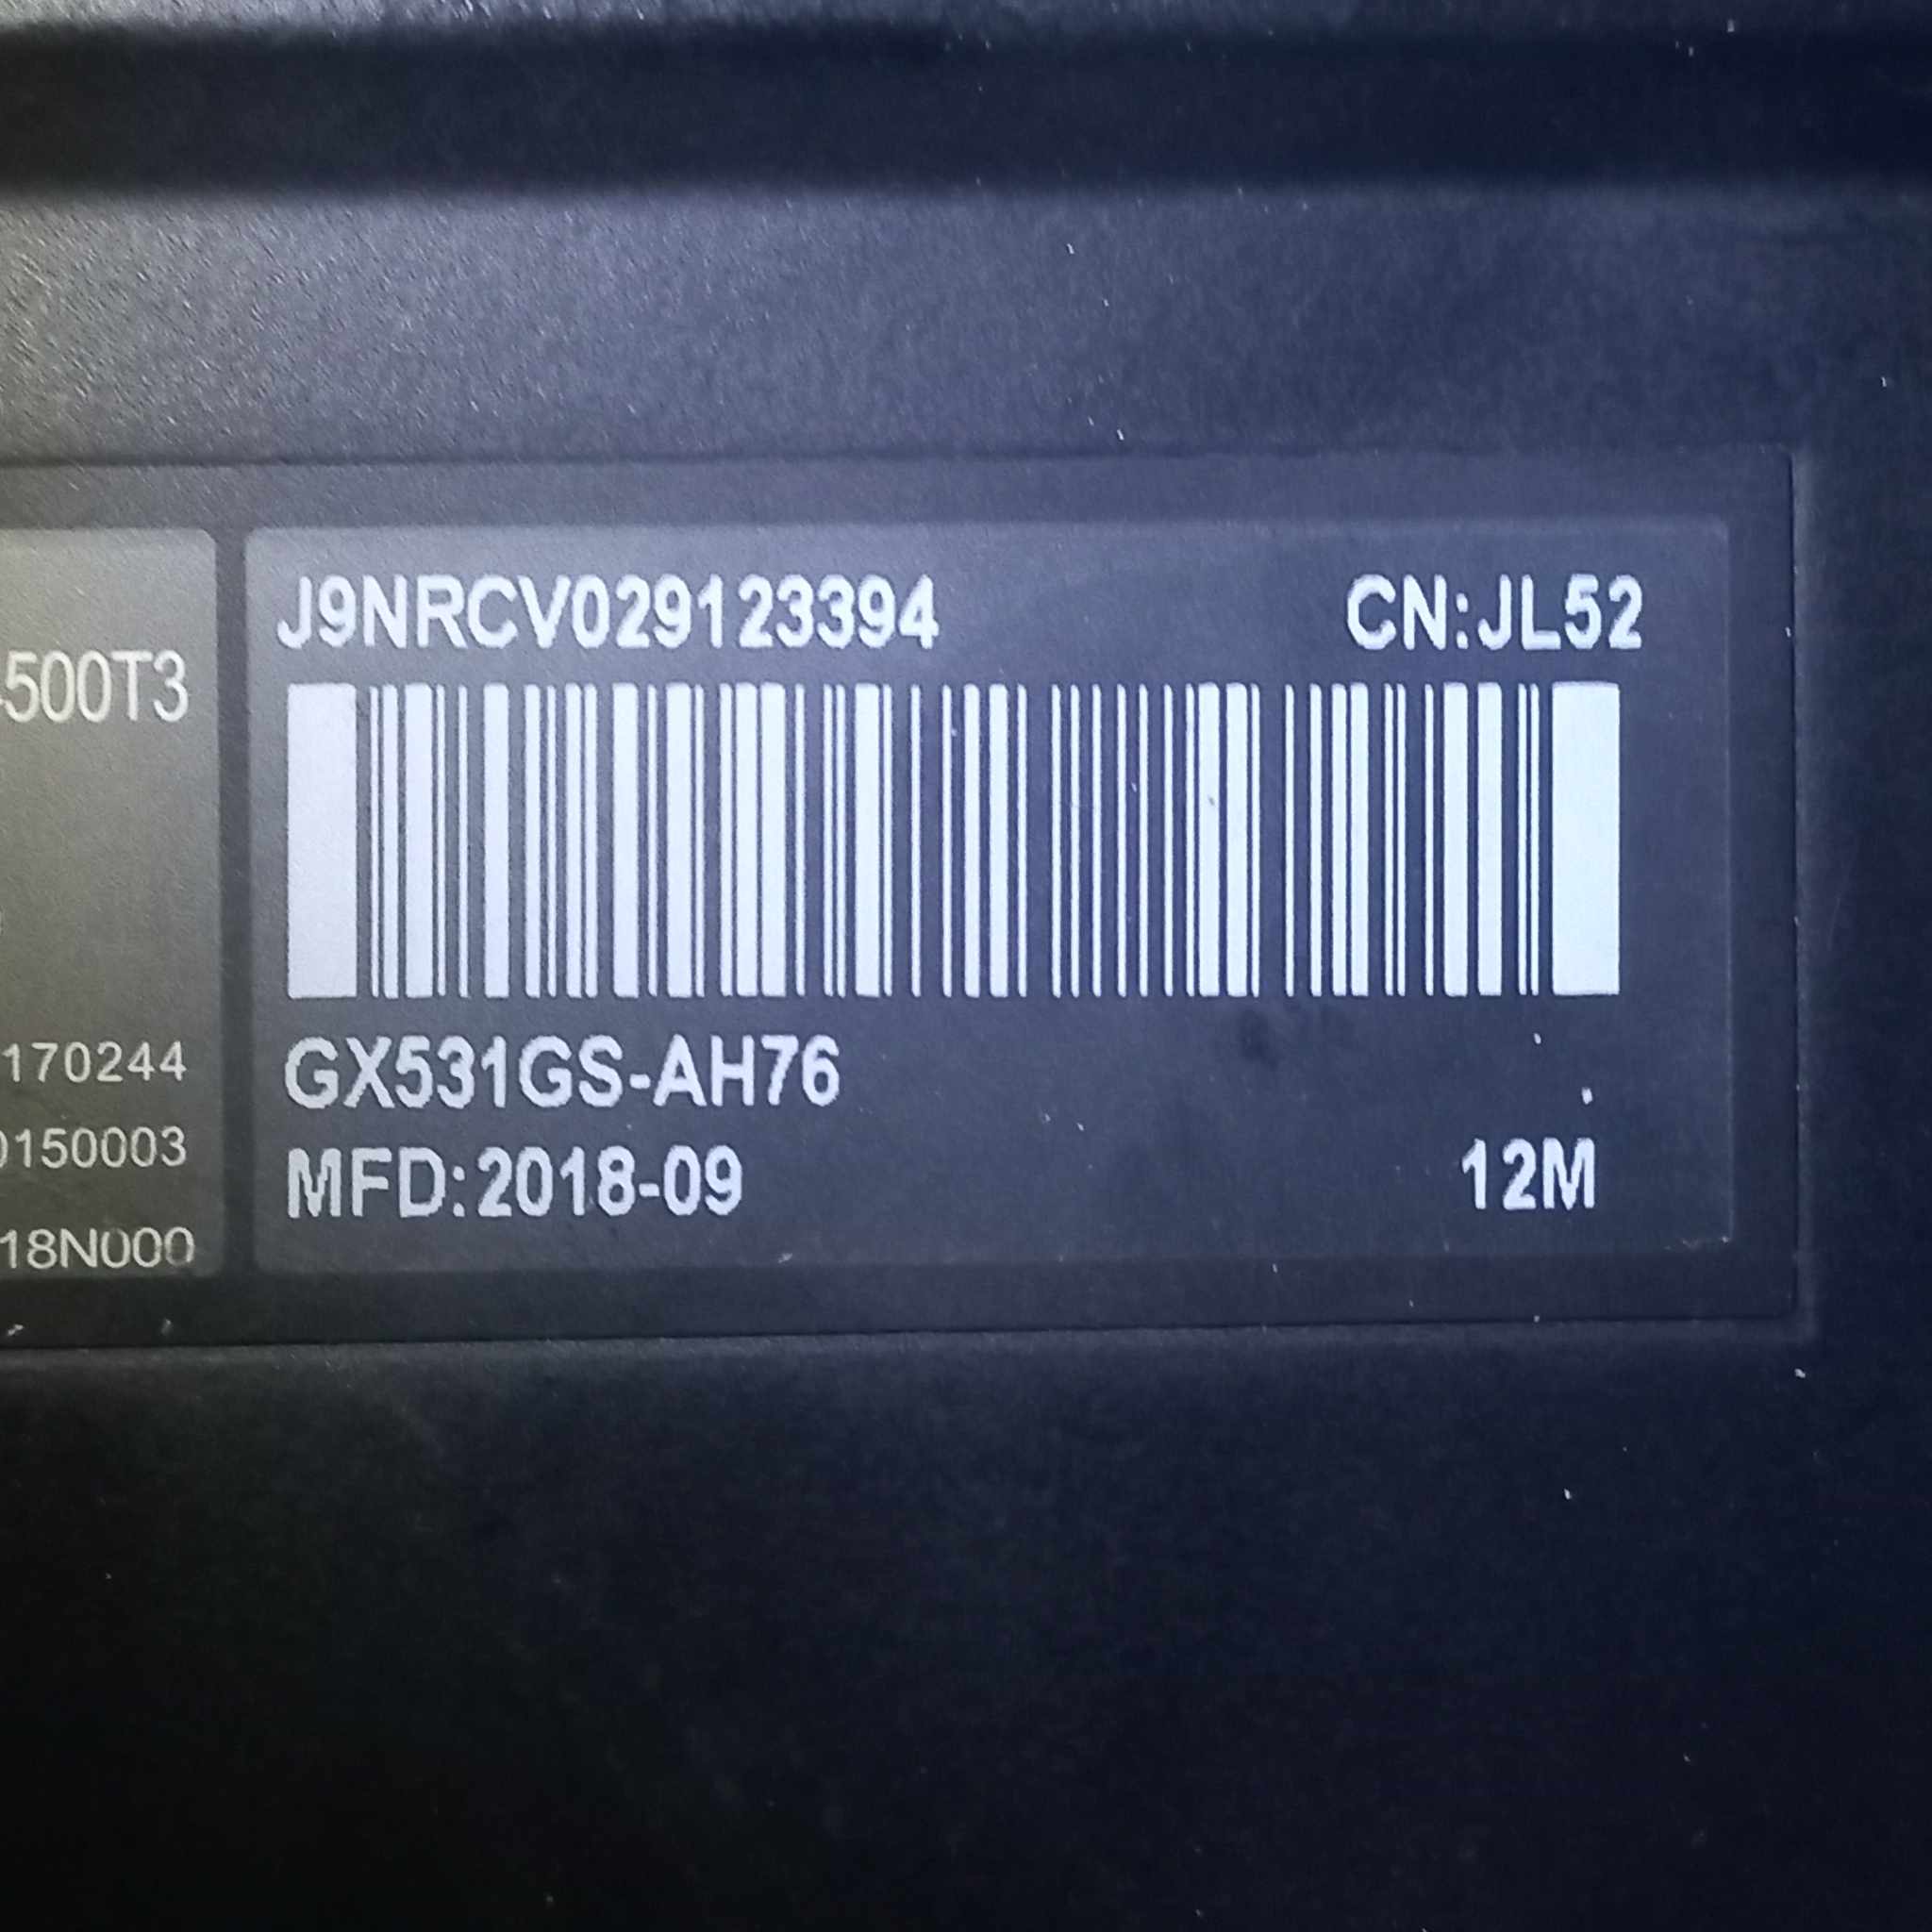 J9NRCV029123394 CN:JL52
GX531GS-AH76
MFD:2018-09 12M
500T3
170244
0150003
18N000